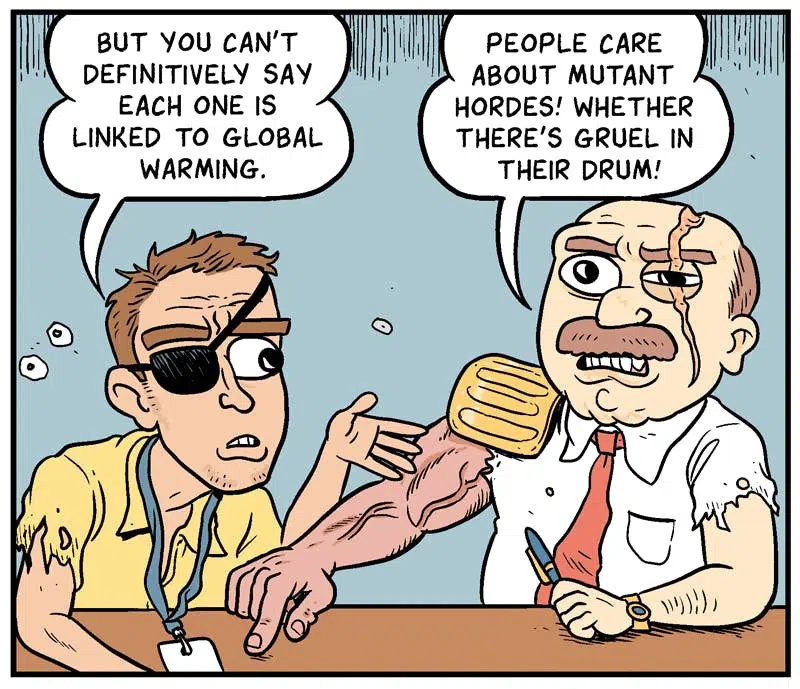 BUT YOU CAN'T
DEFINITIVELY SAY
EACH ONE IS
LINKED TO GLOBAL
WARMING.
PEOPLE CARE
ABOUT MUTANT
HORDES! WHETHER
THERE'S GRUEL IN
THEIR DRUM!